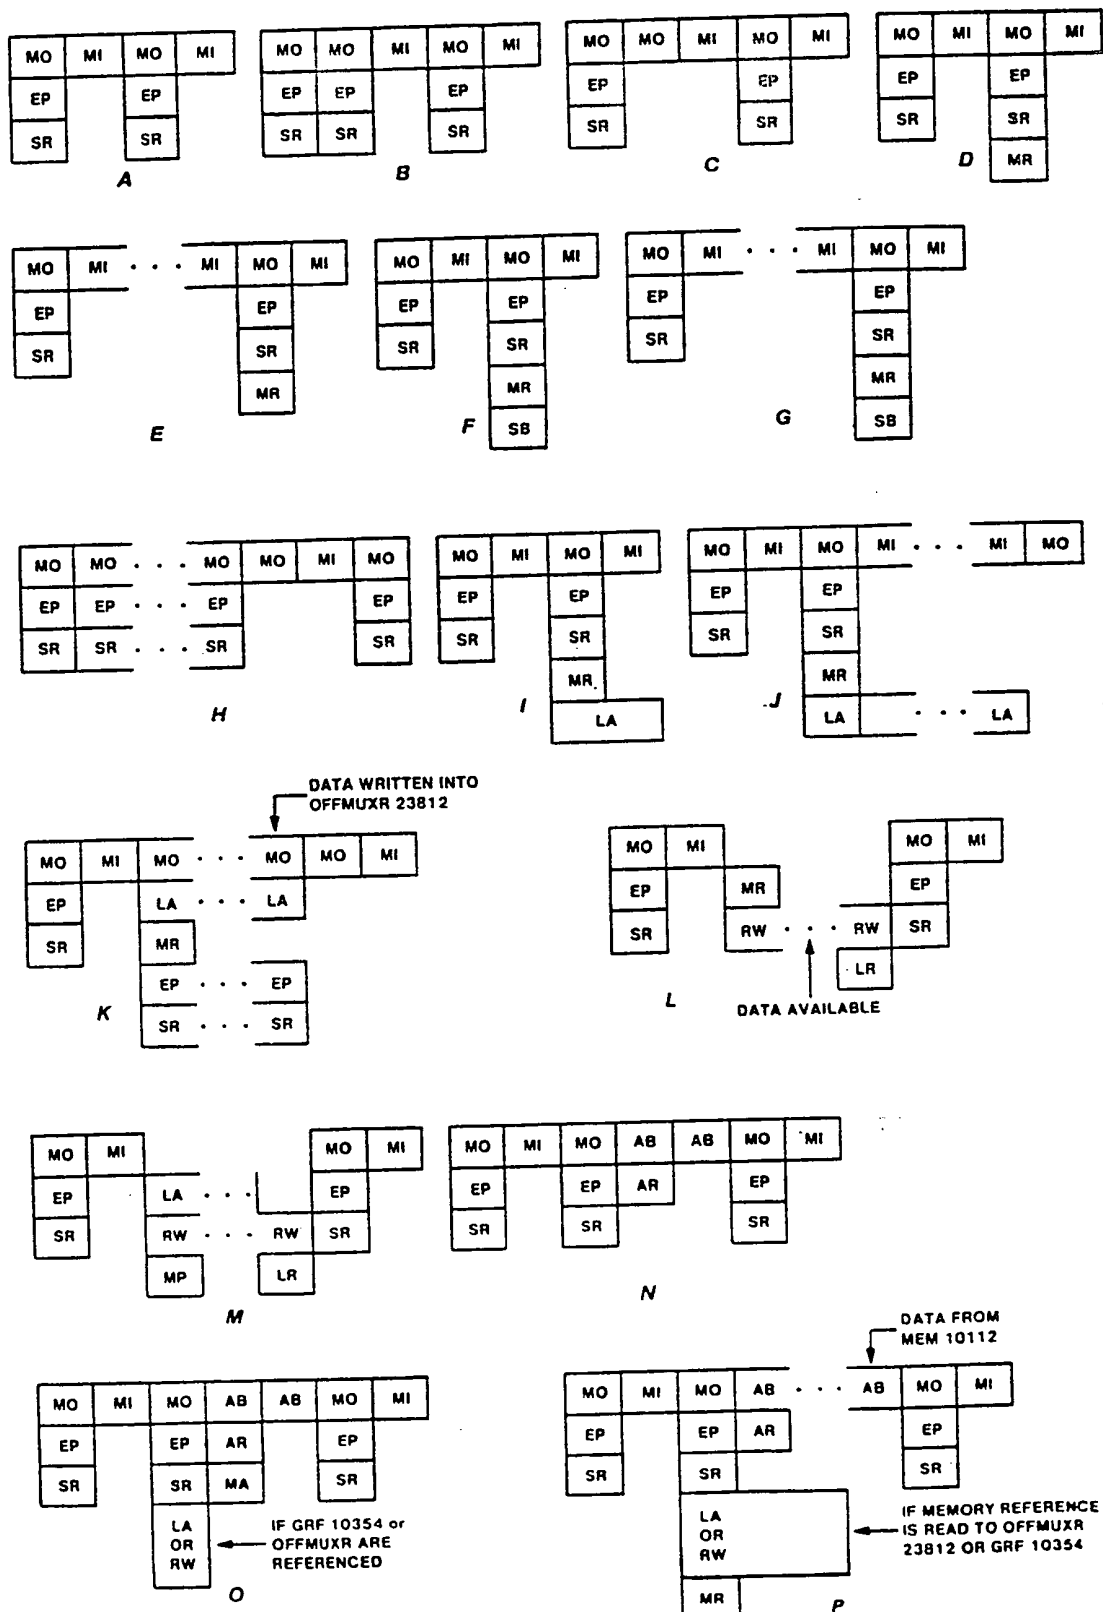 MO MI MO MI
EP EP
SR SR
A
MO MO MI MO MI
EP EP EP
SR SR SR
B
MO MO MI MO MI
EP EP
SR SR
C
MO MI MO MI
EP EP
SR SR
MR
D
MO MI · · · MI MO MI
EP EP
SR SR
MR
E
MO MI MO MI
EP EP
SR SR
MR
SB
F
MO MI · · · MI MO MI
EP EP
SR SR
MR
SB
G
MO MO · · · MO MO MI MO
EP EP · · · EP EP
SR SR · · · SR SR
H
MO MI MO MI
EP EP
SR SR
MR
LA
I
MO MI MO MI · · · MI MO
EP EP
SR SR
MR
LA · · · LA
J
DATA WRITTEN INTO
OFFMUXR 23812
MO MI MO · · · MO MO MI
EP LA · · · LA
SR MR
EP · · · EP
SR · · · SR
K
MO MI MO MI
EP MR EP
SR RW · · · RW SR
LR
DATA AVAILABLE
L
MO MI MO MI
EP LA · · · EP
SR RW · · · RW SR
MP LR
M
MO MI MO AB AB MO MI
EP EP AR EP
SR SR SR
N
MO MI MO AB AB MO MI
EP EP AR EP
SR SR MA SR
LA
OR
RW
IF GRF 10354 or
OFFMUXR ARE
REFERENCED
O
DATA FROM
MEM 10112
MO MI MO AB · · · AB MO MI
EP EP AR EP
SR SR SR
LA
OR
RW
IF MEMORY REFERENCE
IS READ TO OFFMUXR
23812 OR GRF 10354
MR
P